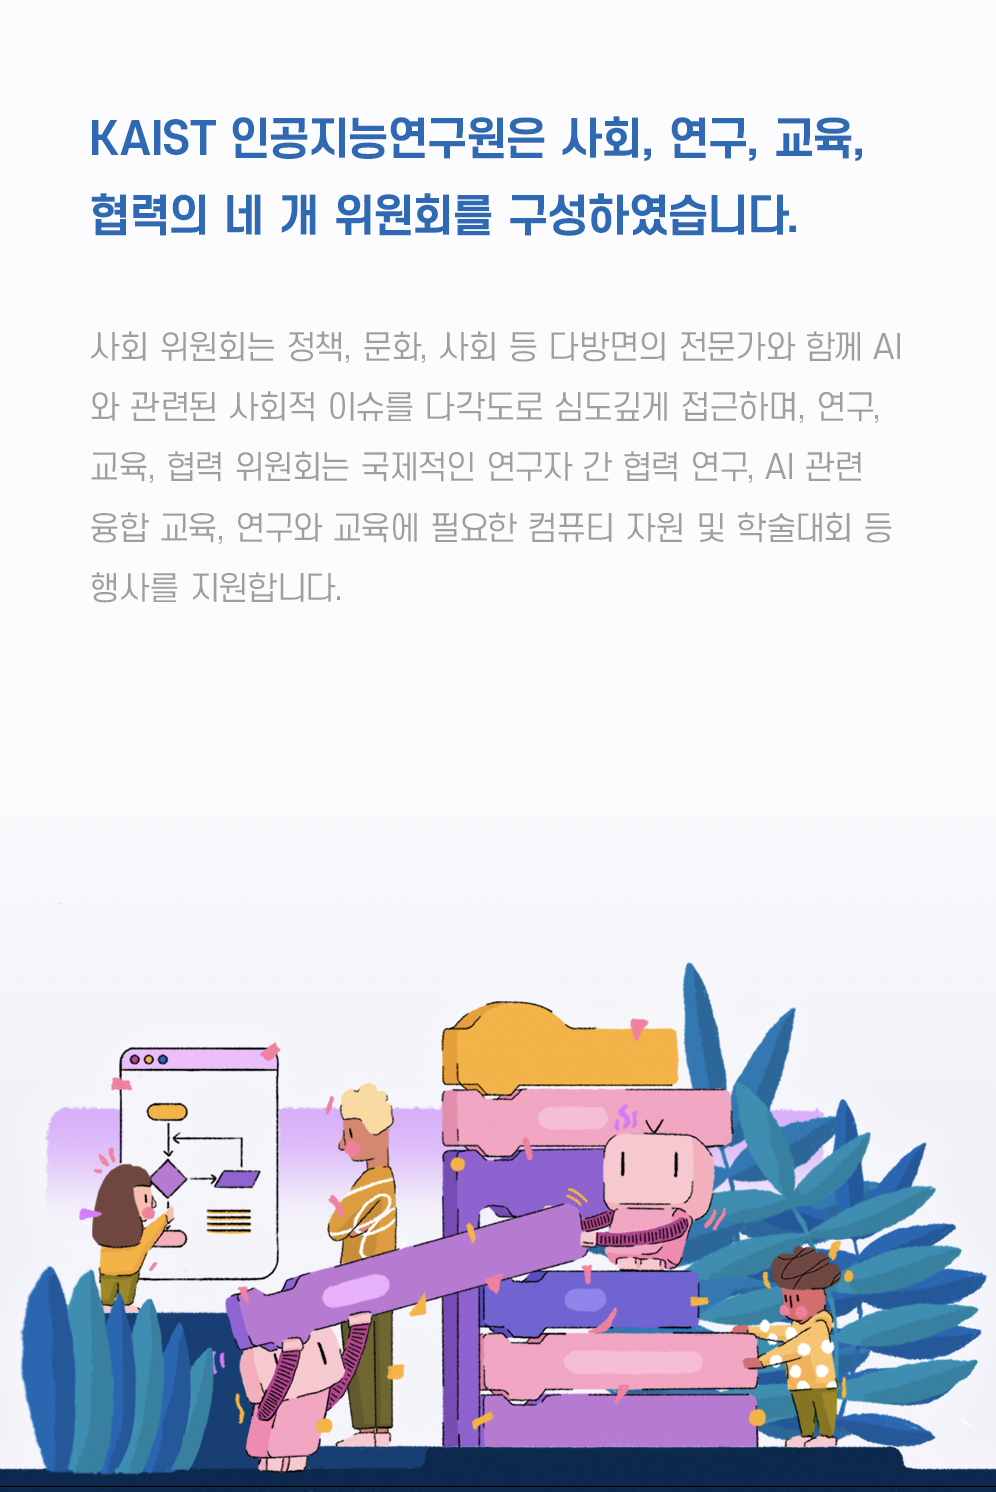 KAIST 인공지능연구원은 사회, 연구, 교육,
협력의 네 개 위원회를 구성하였습니다.
사회 위원회는 정책, 문화, 사회 등 다방면의 전문가와 함께 AI
와 관련된 사회적 이슈를 다각도로 심도깊게 접근하며, 연구,
교육, 협력 위원회는 국제적인 연구자 간 협력 연구, AI 관련
융합 교육, 연구와 교육에 필요한 컴퓨터 자원 및 학술대회 등
행사를 지원합니다.